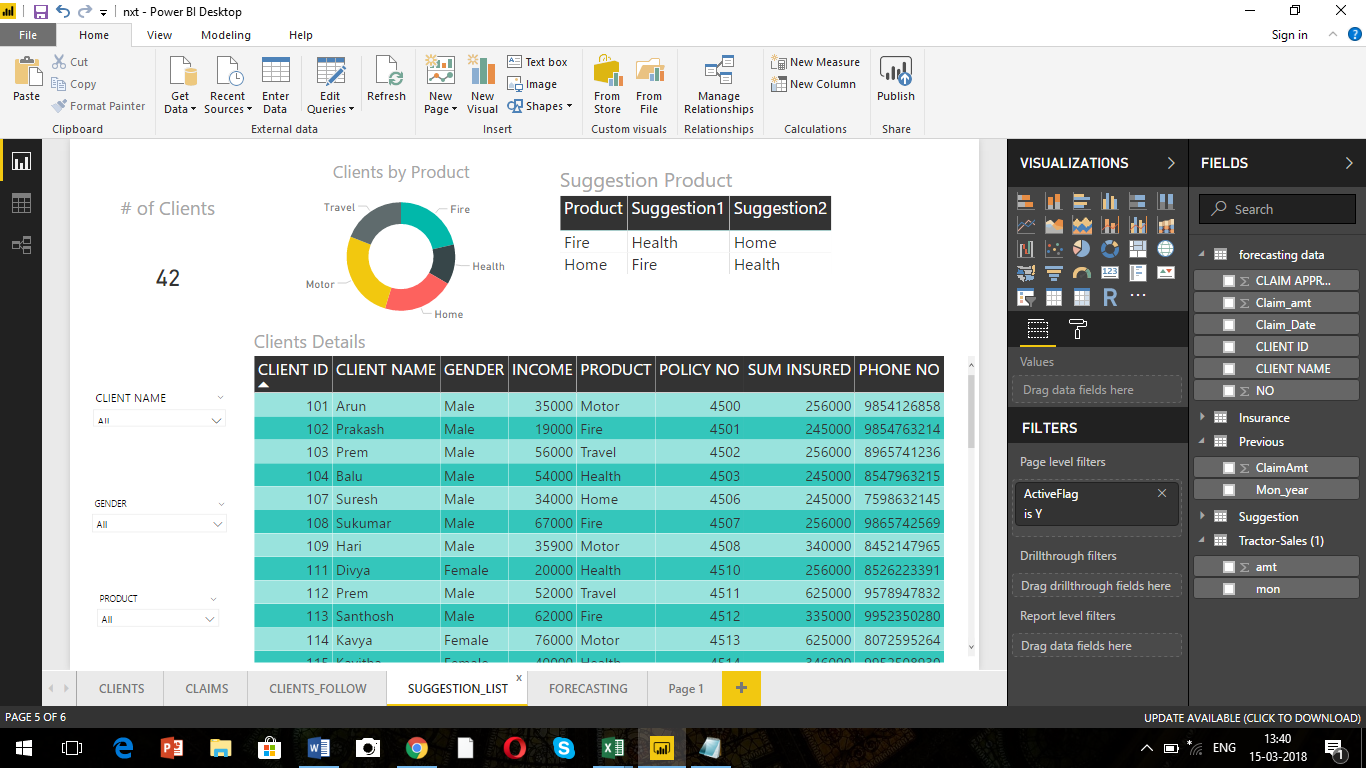 nxt - Power BI Desktop
File Home View Modeling Help Sign in
Paste Cut Copy Format Painter
Get Data Recent Sources Enter Data Edit Queries Refresh
New Page New Visual Text box Image Shapes
From Store From File Manage Relationships New Measure New Column Publish
Clipboard External data Insert Custom visuals Relationships Calculations Share
# of Clients
42
Clients by Product
Travel Fire
Health
Motor
Home
Suggestion Product
Product Suggestion1 Suggestion2
Fire Health Home
Home Fire Health
CLIENT NAME
All
GENDER
All
PRODUCT
All
Clients Details
CLIENT ID CLIENT NAME GENDER INCOME PRODUCT POLICY NO SUM INSURED PHONE NO
101 Arun Male 35000 Motor 4500 256000 9854126858
102 Prakash Male 19000 Fire 4501 245000 9854763214
103 Prem Male 56000 Travel 4502 256000 8965741236
104 Balu Male 54000 Health 4503 245000 8547963215
107 Suresh Male 34000 Home 4506 245000 7598632145
108 Sukumar Male 67000 Fire 4507 256000 9865742569
109 Hari Male 35900 Motor 4508 340000 8452147965
111 Divya Female 20000 Health 4510 256000 8526223391
112 Prem Male 52000 Travel 4511 625000 9578947832
113 Santhosh Male 62000 Fire 4512 335000 9952350280
114 Kavya Female 76000 Motor 4513 625000 8072595264
VISUALIZATIONS
123
R
Values
Drag data fields here
FILTERS
Page level filters
ActiveFlag
is Y
Drillthrough filters
Drag drillthrough fields here
Report level filters
Drag data fields here
FIELDS
Search
forecasting data
Σ CLAIM APPR...
Σ Claim_amt
Claim_Date
CLIENT ID
CLIENT NAME
Σ NO
Insurance
Previous
Σ ClaimAmt
Mon_year
Suggestion
Tractor-Sales (1)
Σ amt
mon
CLIENTS CLAIMS CLIENTS_FOLLOW SUGGESTION_LIST x FORECASTING Page 1 +
PAGE 5 OF 6 UPDATE AVAILABLE (CLICK TO DOWNLOAD)
ENG 13:40
15-03-2018 1